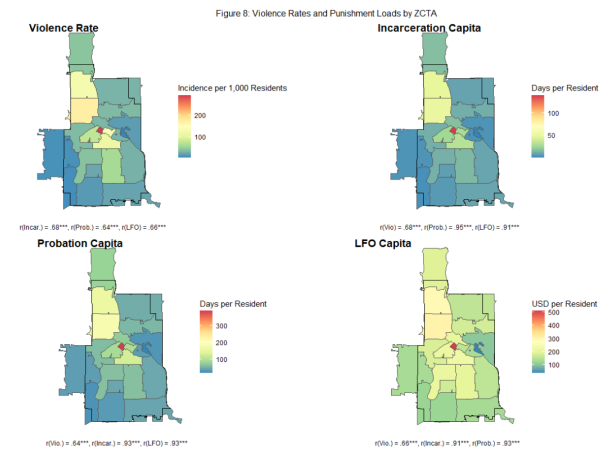 Figure 8: Violence Rates and Punishment Loads by ZCTA
Violence Rate
Incidence per 1,000 Residents
200
100
r(Incar.) = .68***, r(Prob.) = .64***, r(LFO) = .66***
Incarceration Capita
Days per Resident
100
50
r(Vio) = .68***, r(Prob.) = .95***, r(LFO) = .91***
Probation Capita
Days per Resident
300
200
100
r(Vio.) = .64***, r(Incar.) = .93***, r(LFO) = .93***
LFO Capita
USD per Resident
500
400
300
200
100
r(Vio.) = .66***, r(Incar.) = .91***, r(Prob.) = .93***